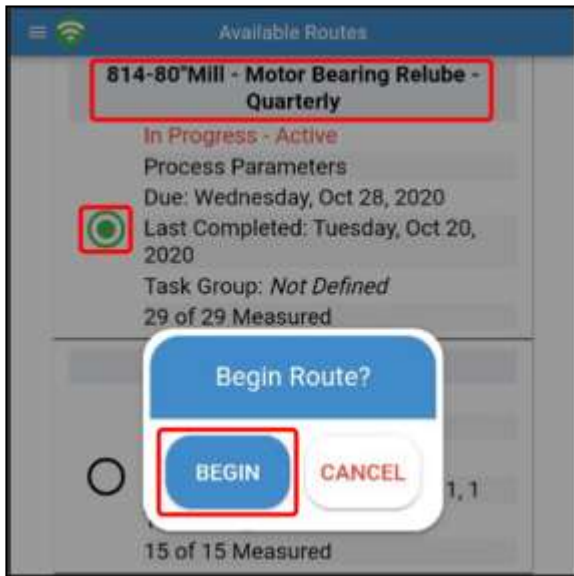 Available Routes
814-80"Mill - Motor Bearing Relube -
Quarterly
In Progress - Active
Process Parameters
Due: Wednesday, Oct 28, 2020
Last Completed: Tuesday, Oct 20,
2020
Task Group: Not Defined
29 of 29 Measured
Begin Route?
BEGIN
CANCEL
1, 1
15 of 15 Measured